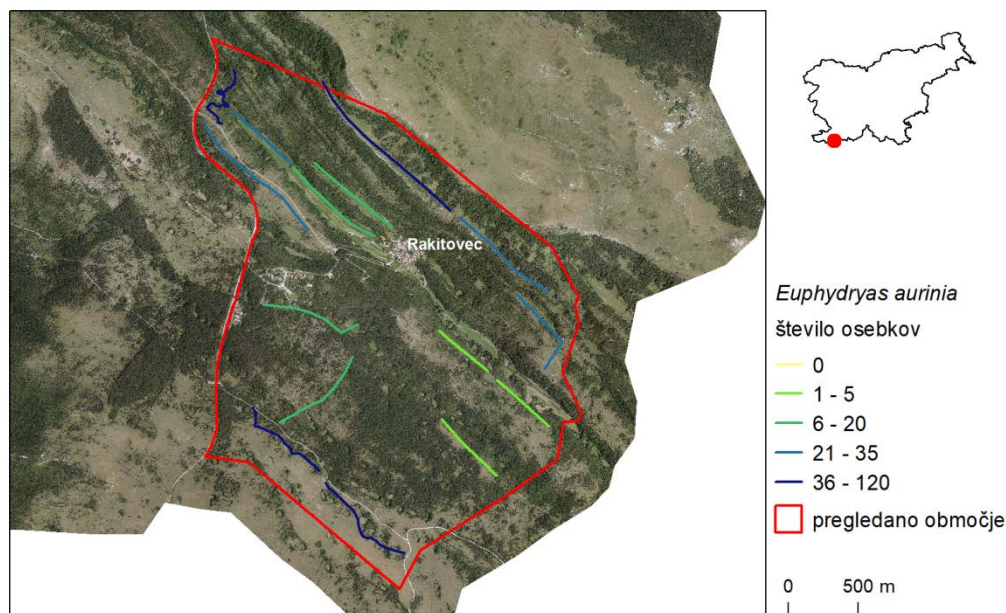 Rakitovec
Euphydryas aurinia
število osebkov
0
1 - 5
6 - 20
21 - 35
36 - 120
pregledano območje
0 500 m